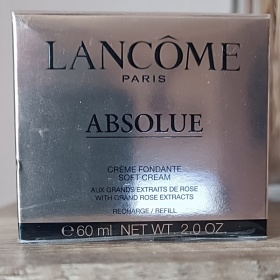 LANCÔME
PARIS
ABSOLUE
CRÈME FONDANTE
SOFT CREAM
AUX GRANDS EXTRAITS DE ROSE
WITH GRAND ROSE EXTRACTS
RECHARGE / REFILL
℮ 60 ml NET WT. 2.0 OZ.